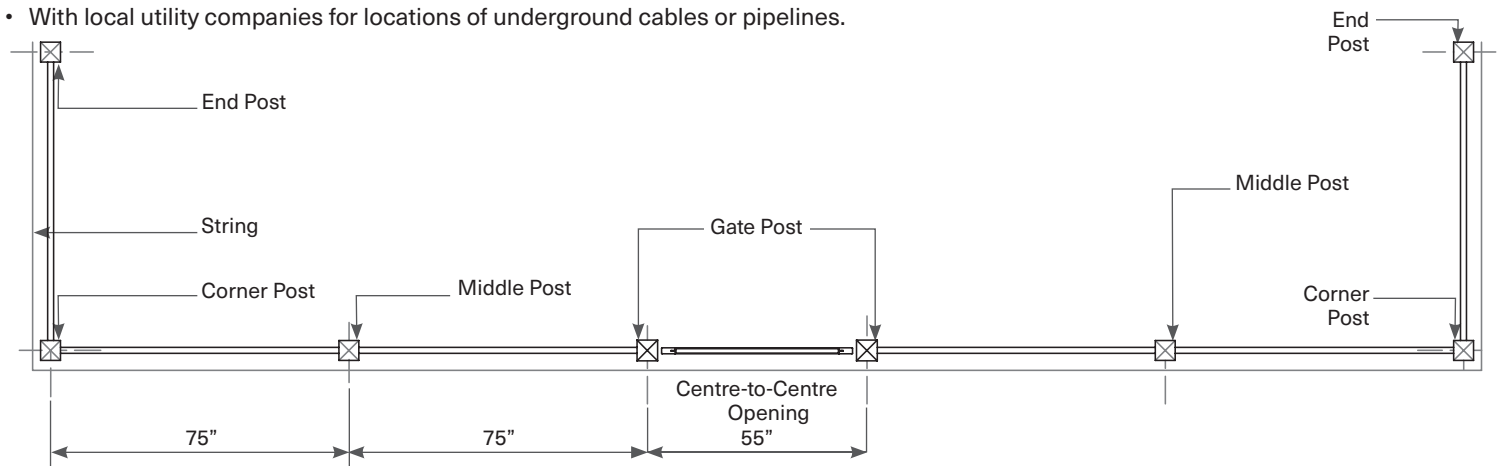 • With local utility companies for locations of underground cables or pipelines.
End
Post
End Post
Middle Post
String
Gate Post
Corner Post
Middle Post
Corner
Post
Centre-to-Centre
Opening
75”
75”
55”